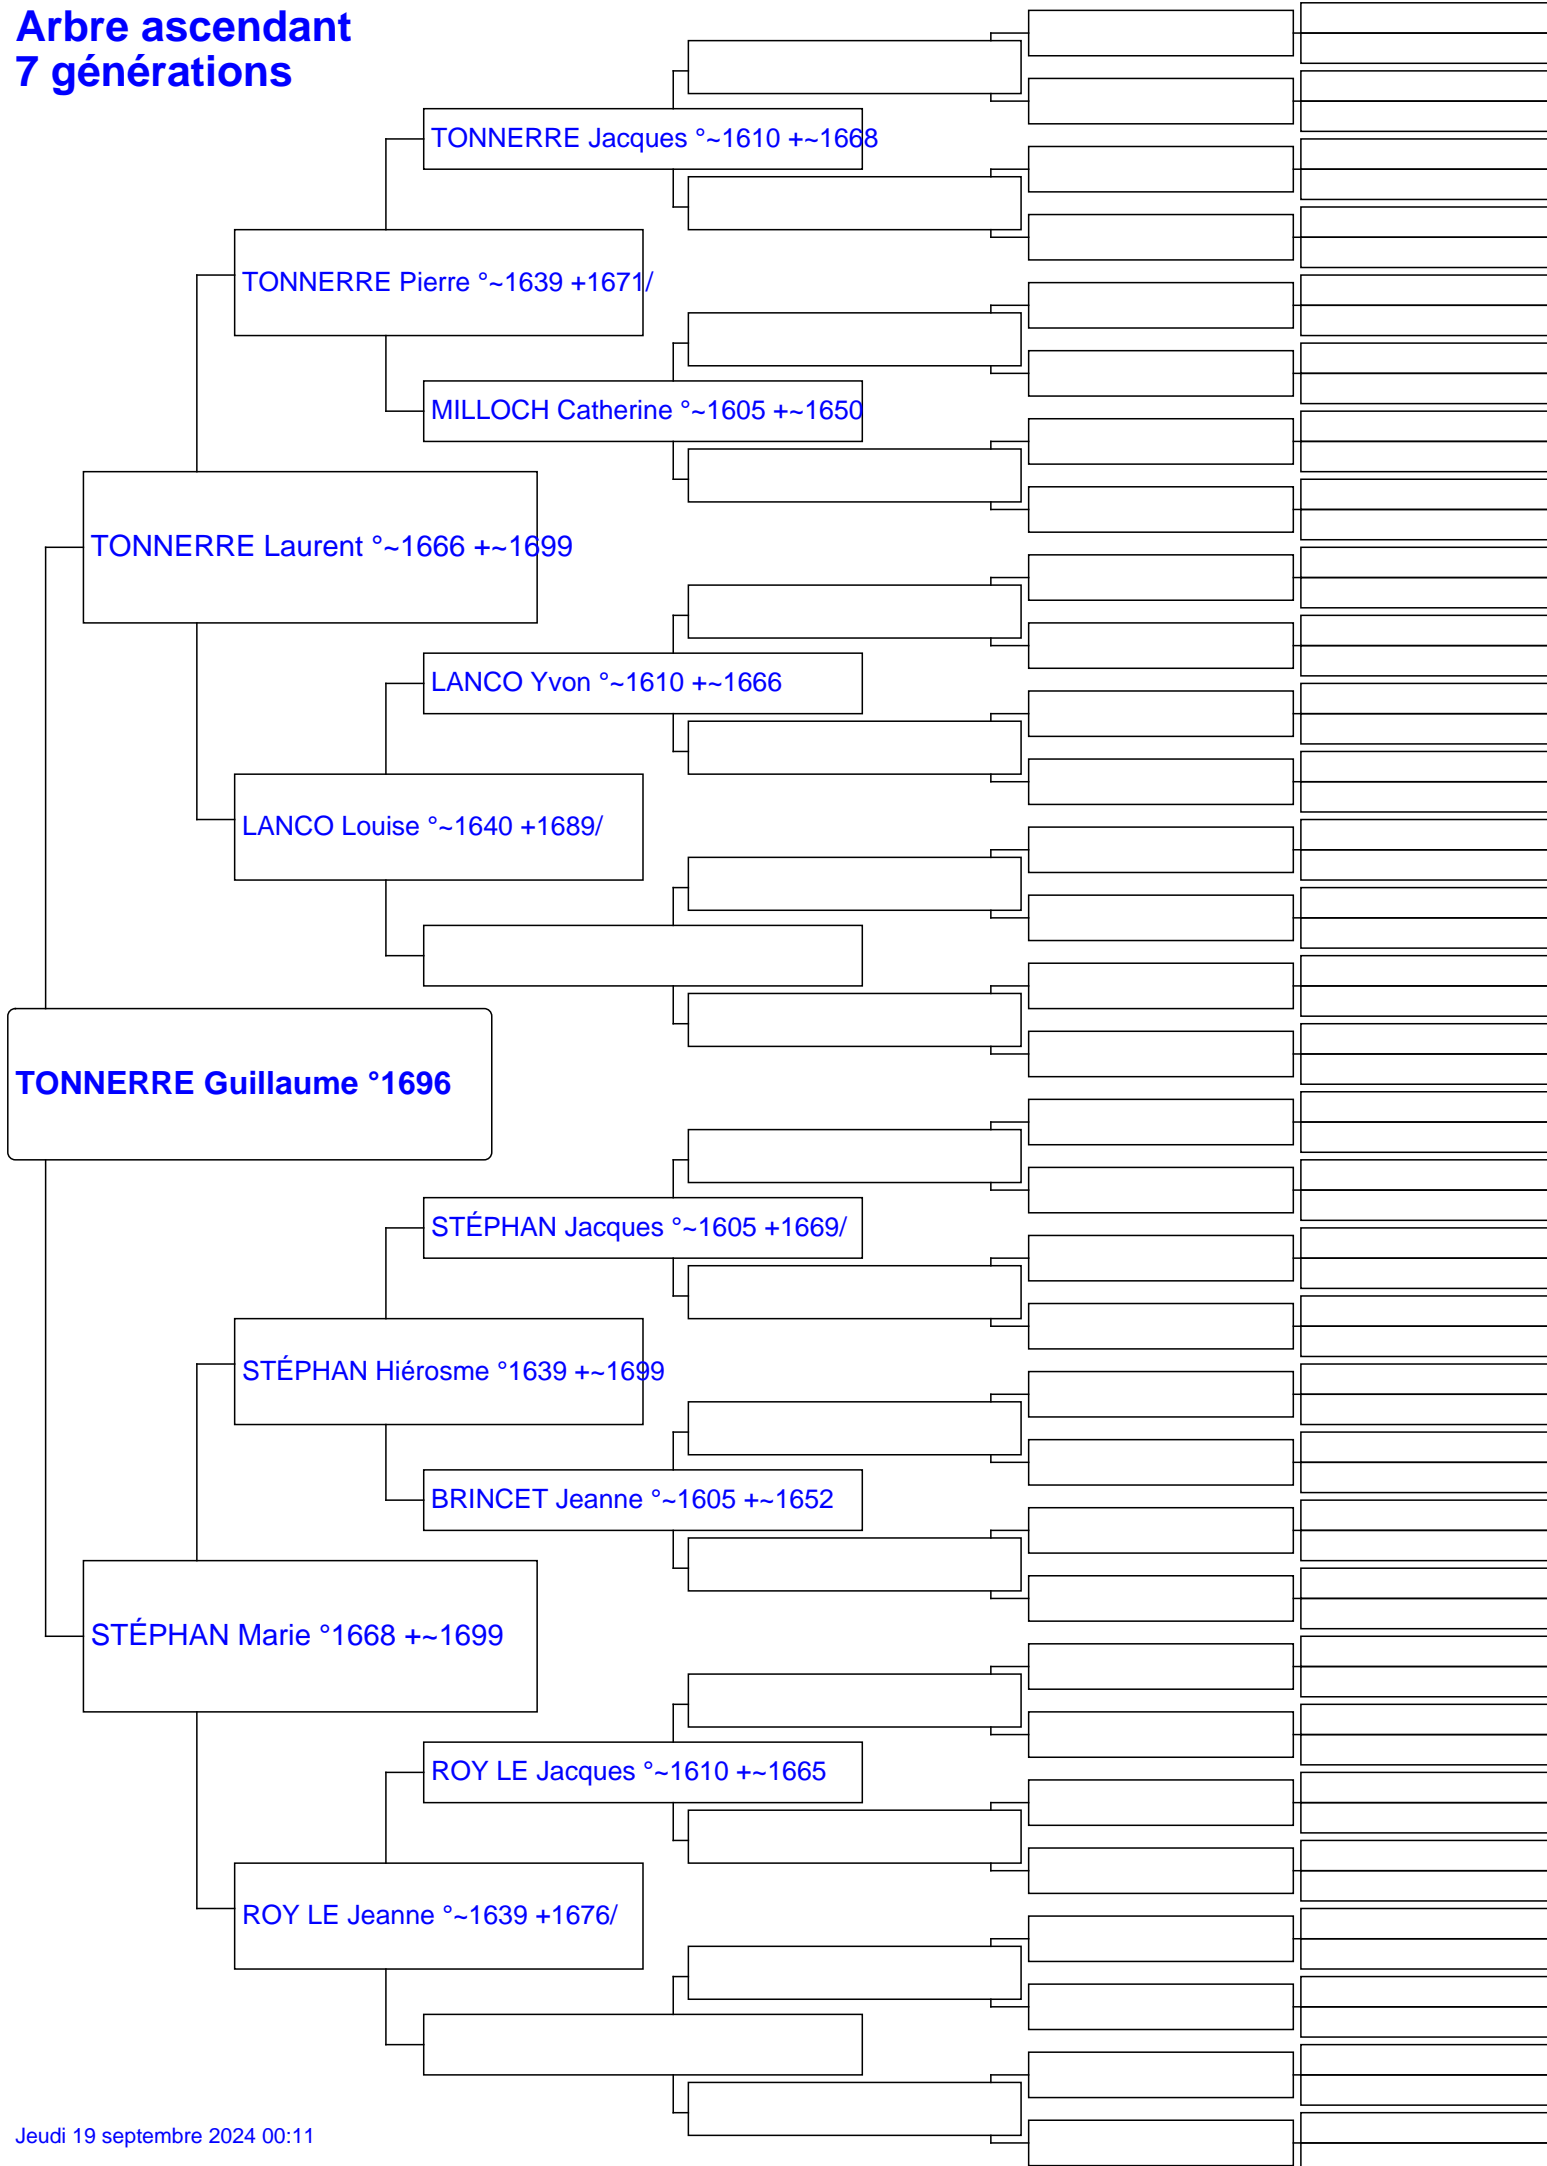 Arbre ascendant
7 générations
TONNERRE Jacques °~1610 +~1668
TONNERRE Pierre °~1639 +1671/
MILLOCH Catherine °~1605 +~1650
TONNERRE Laurent °~1666 +~1699
LANCO Yvon °~1610 +~1666
LANCO Louise °~1640 +1689/
TONNERRE Guillaume °1696
STÉPHAN Jacques °~1605 +1669/
STÉPHAN Hiérosme °1639 +~1699
BRINCET Jeanne °~1605 +~1652
STÉPHAN Marie °1668 +~1699
ROY LE Jacques °~1610 +~1665
ROY LE Jeanne °~1639 +1676/
Jeudi 19 septembre 2024 00:11